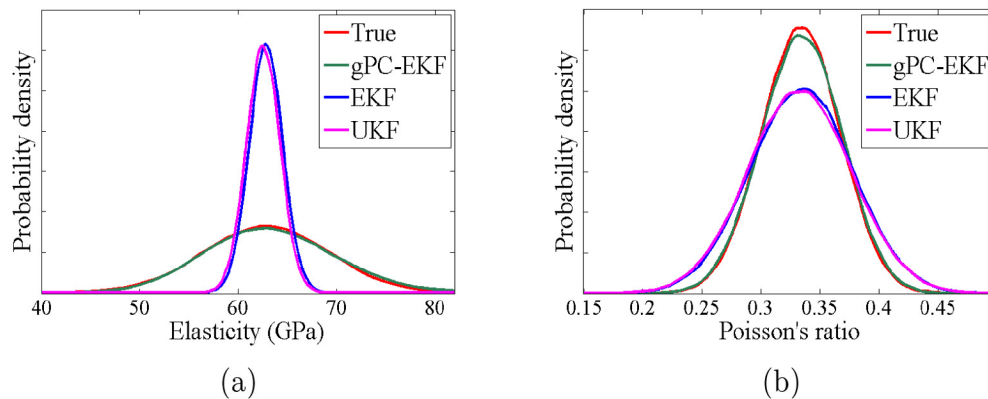 Probability density
True
gPC-EKF
EKF
UKF
40 50 60 70 80
Elasticity (GPa)
(a)
Probability density
True
gPC-EKF
EKF
UKF
0.15 0.2 0.25 0.3 0.35 0.4 0.45
Poisson's ratio
(b)